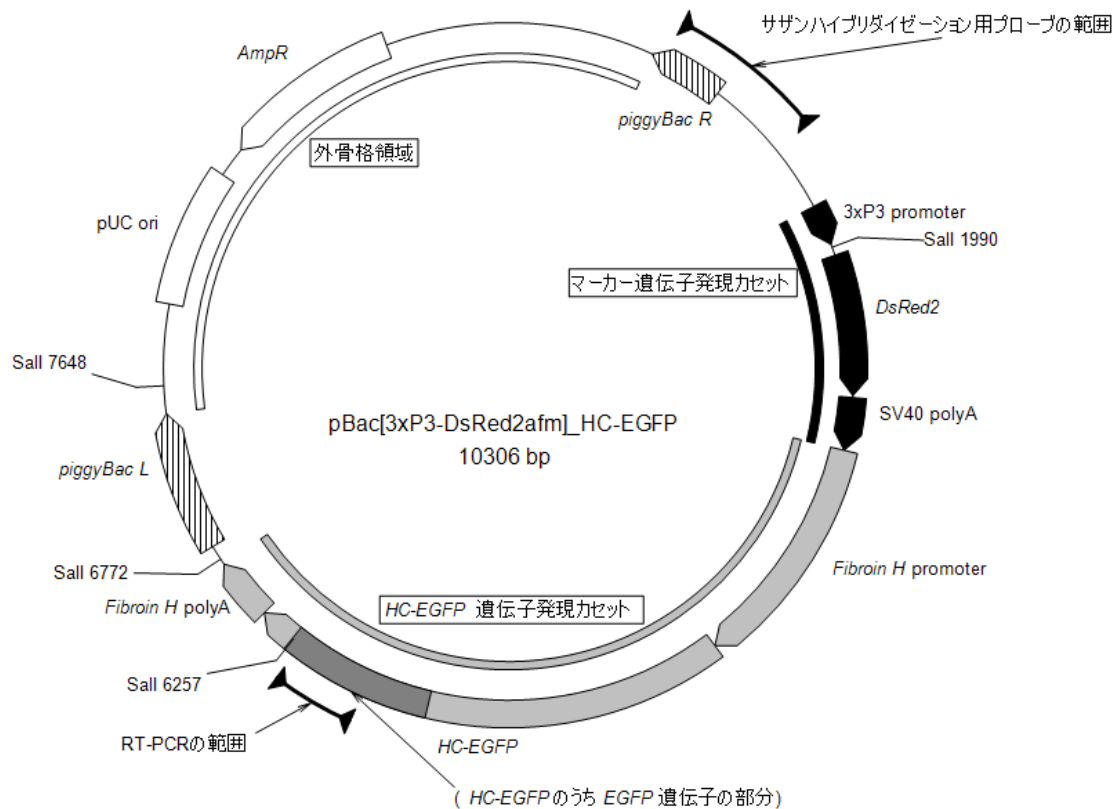 サザンハイブリダイゼーション用プローブの範囲
AmpR
piggyBac R
外骨格領域
pUC ori
3xP3 promoter
SalI 1990
マーカー遺伝子発現カセット
DsRed2
SalI 7648
SV40 polyA
pBac[3xP3-DsRed2afm]_HC-EGFP
10306 bp
piggyBac L
SalI 6772
Fibroin H promoter
Fibroin H polyA
HC-EGFP 遺伝子発現カセット
SalI 6257
RT-PCRの範囲
HC-EGFP
( HC-EGFPのうち EGFP 遺伝子の部分)